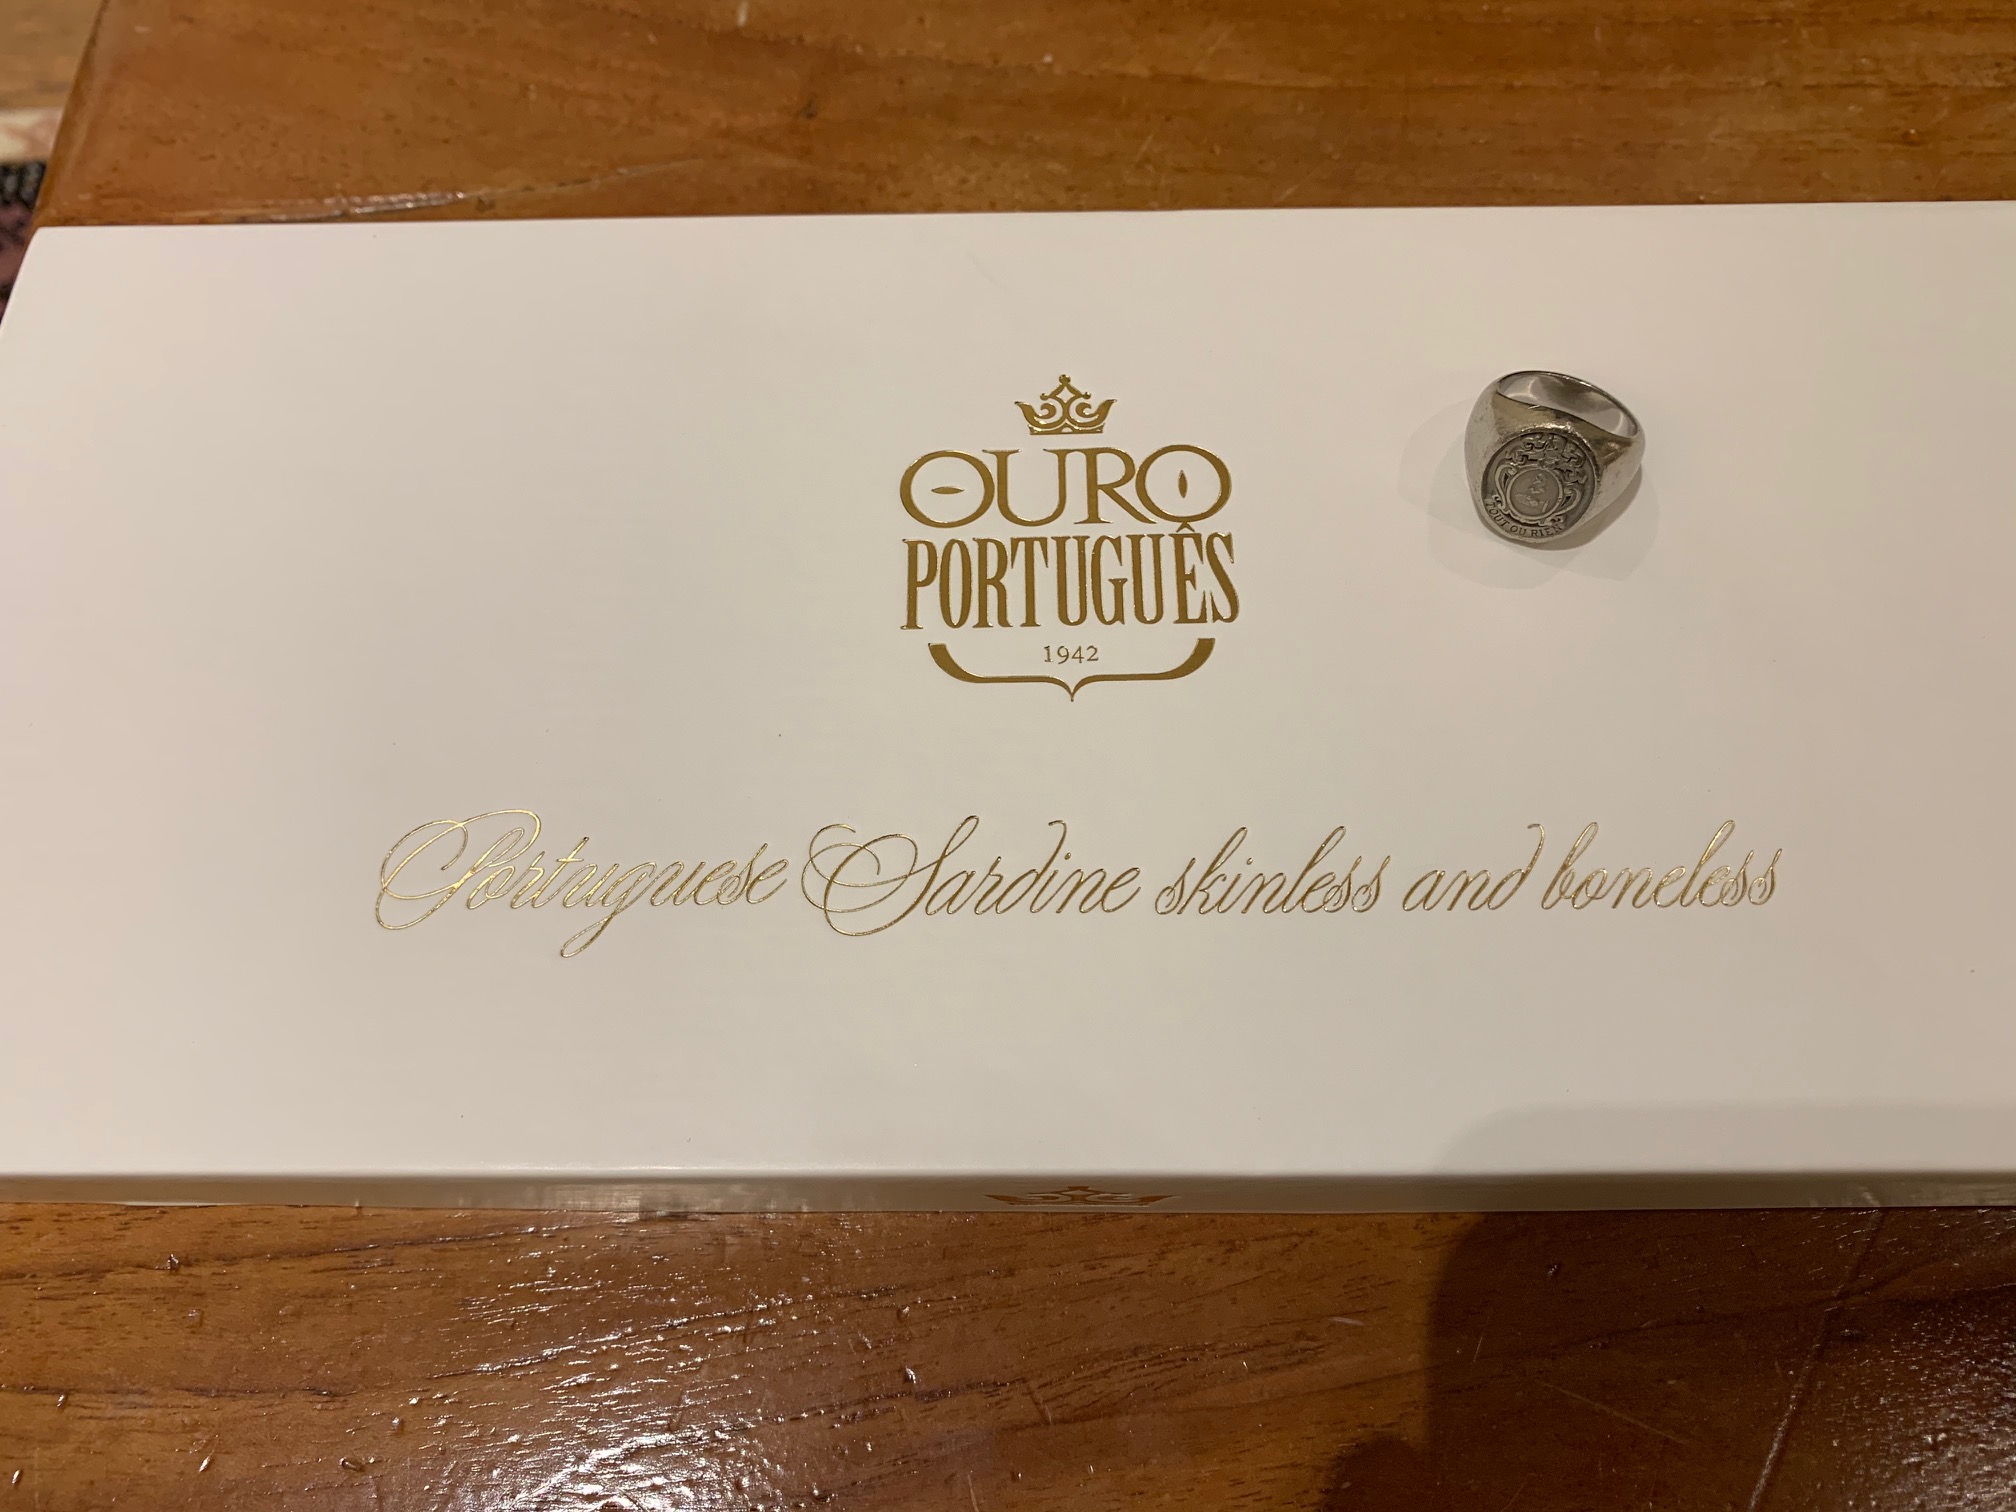 OURO
PORTUGUÊS
1942
TOUT OU RIEN
Portuguese Sardine skinless and boneless